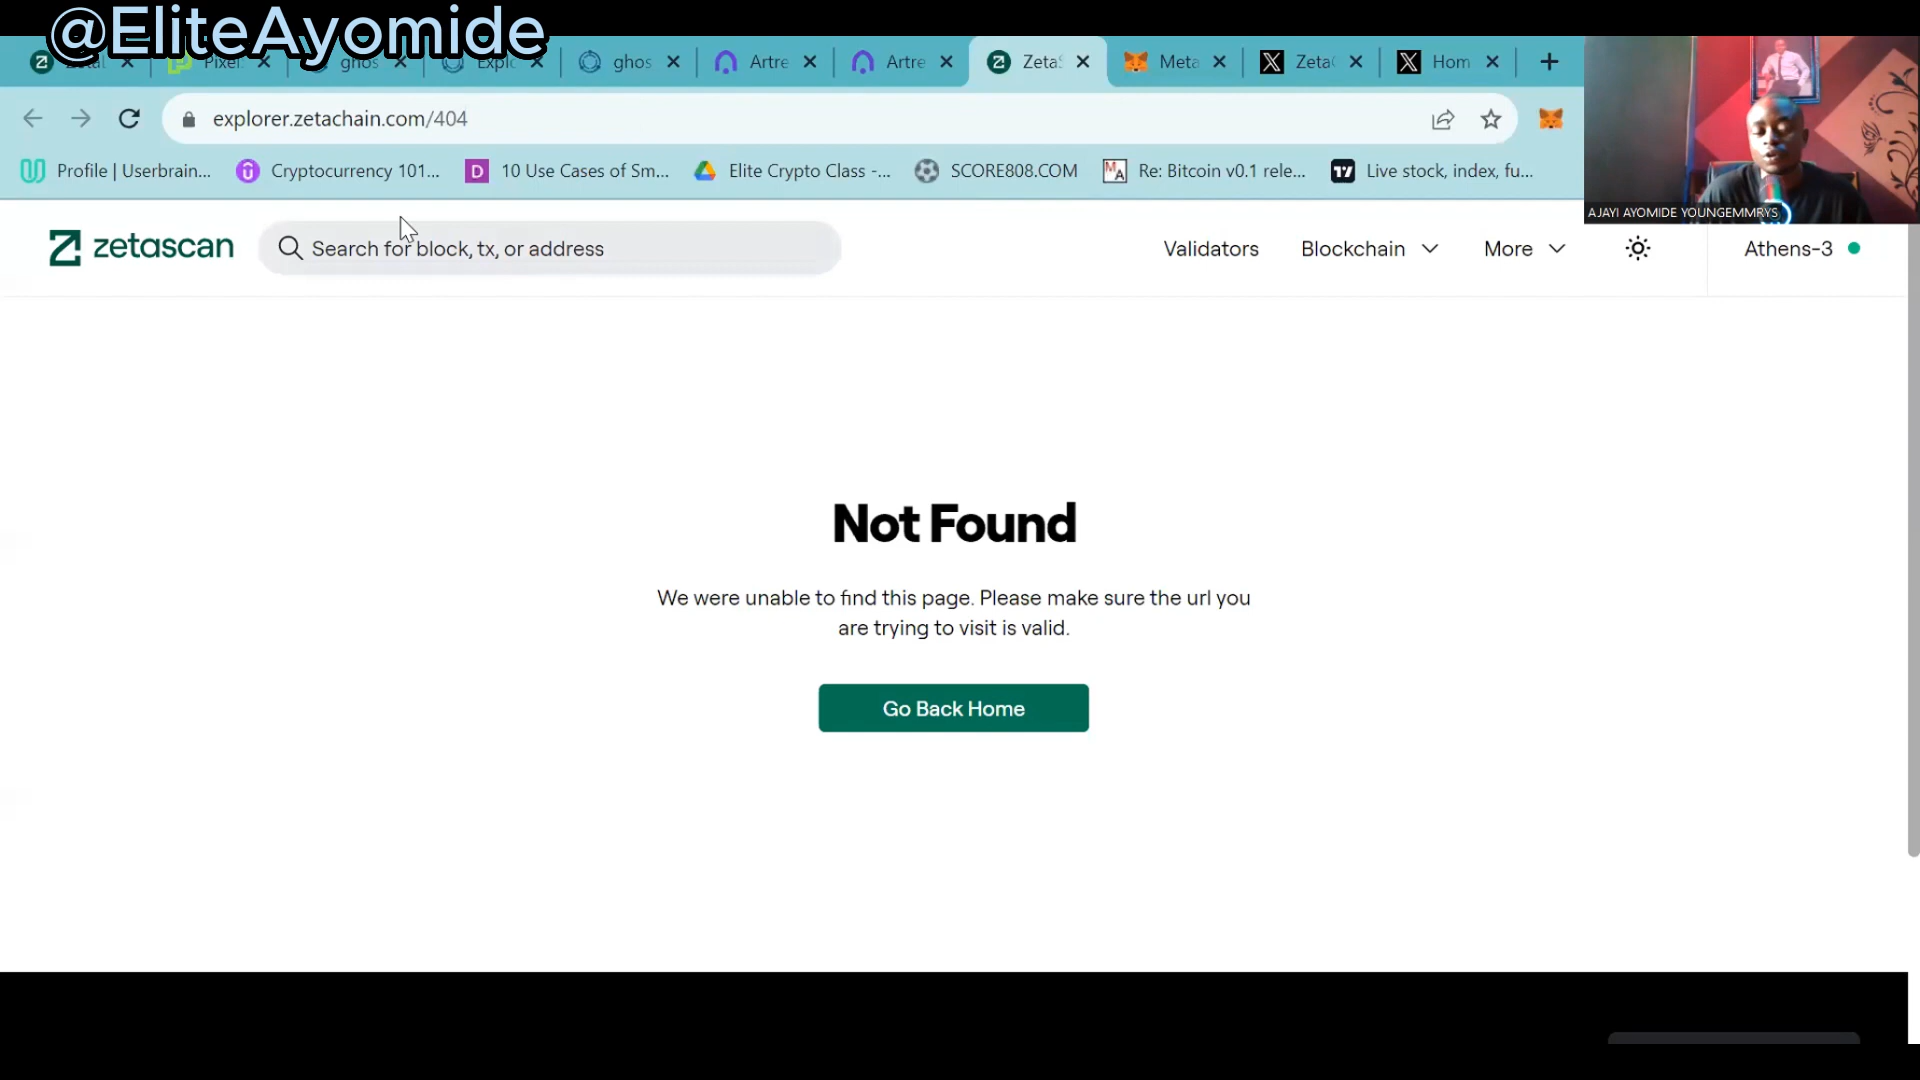 @EliteAyomide
Pixel
ghos
Explo
ghos
Artre
Artre
ZetaS
Meta
Zeta
Hom
explorer.zetachain.com/404
Profile | Userbrain...
Cryptocurrency 101...
D
10 Use Cases of Sm...
Elite Crypto Class -...
SCORE808.COM
MA
Re: Bitcoin v0.1 rele...
Live stock, index, fu...
AJAYI AYOMIDE YOUNGEMMRYS
zetascan
Search for block, tx, or address
Validators
Blockchain
More
Athens-3
Not Found
We were unable to find this page. Please make sure the url you
are trying to visit is valid.
Go Back Home